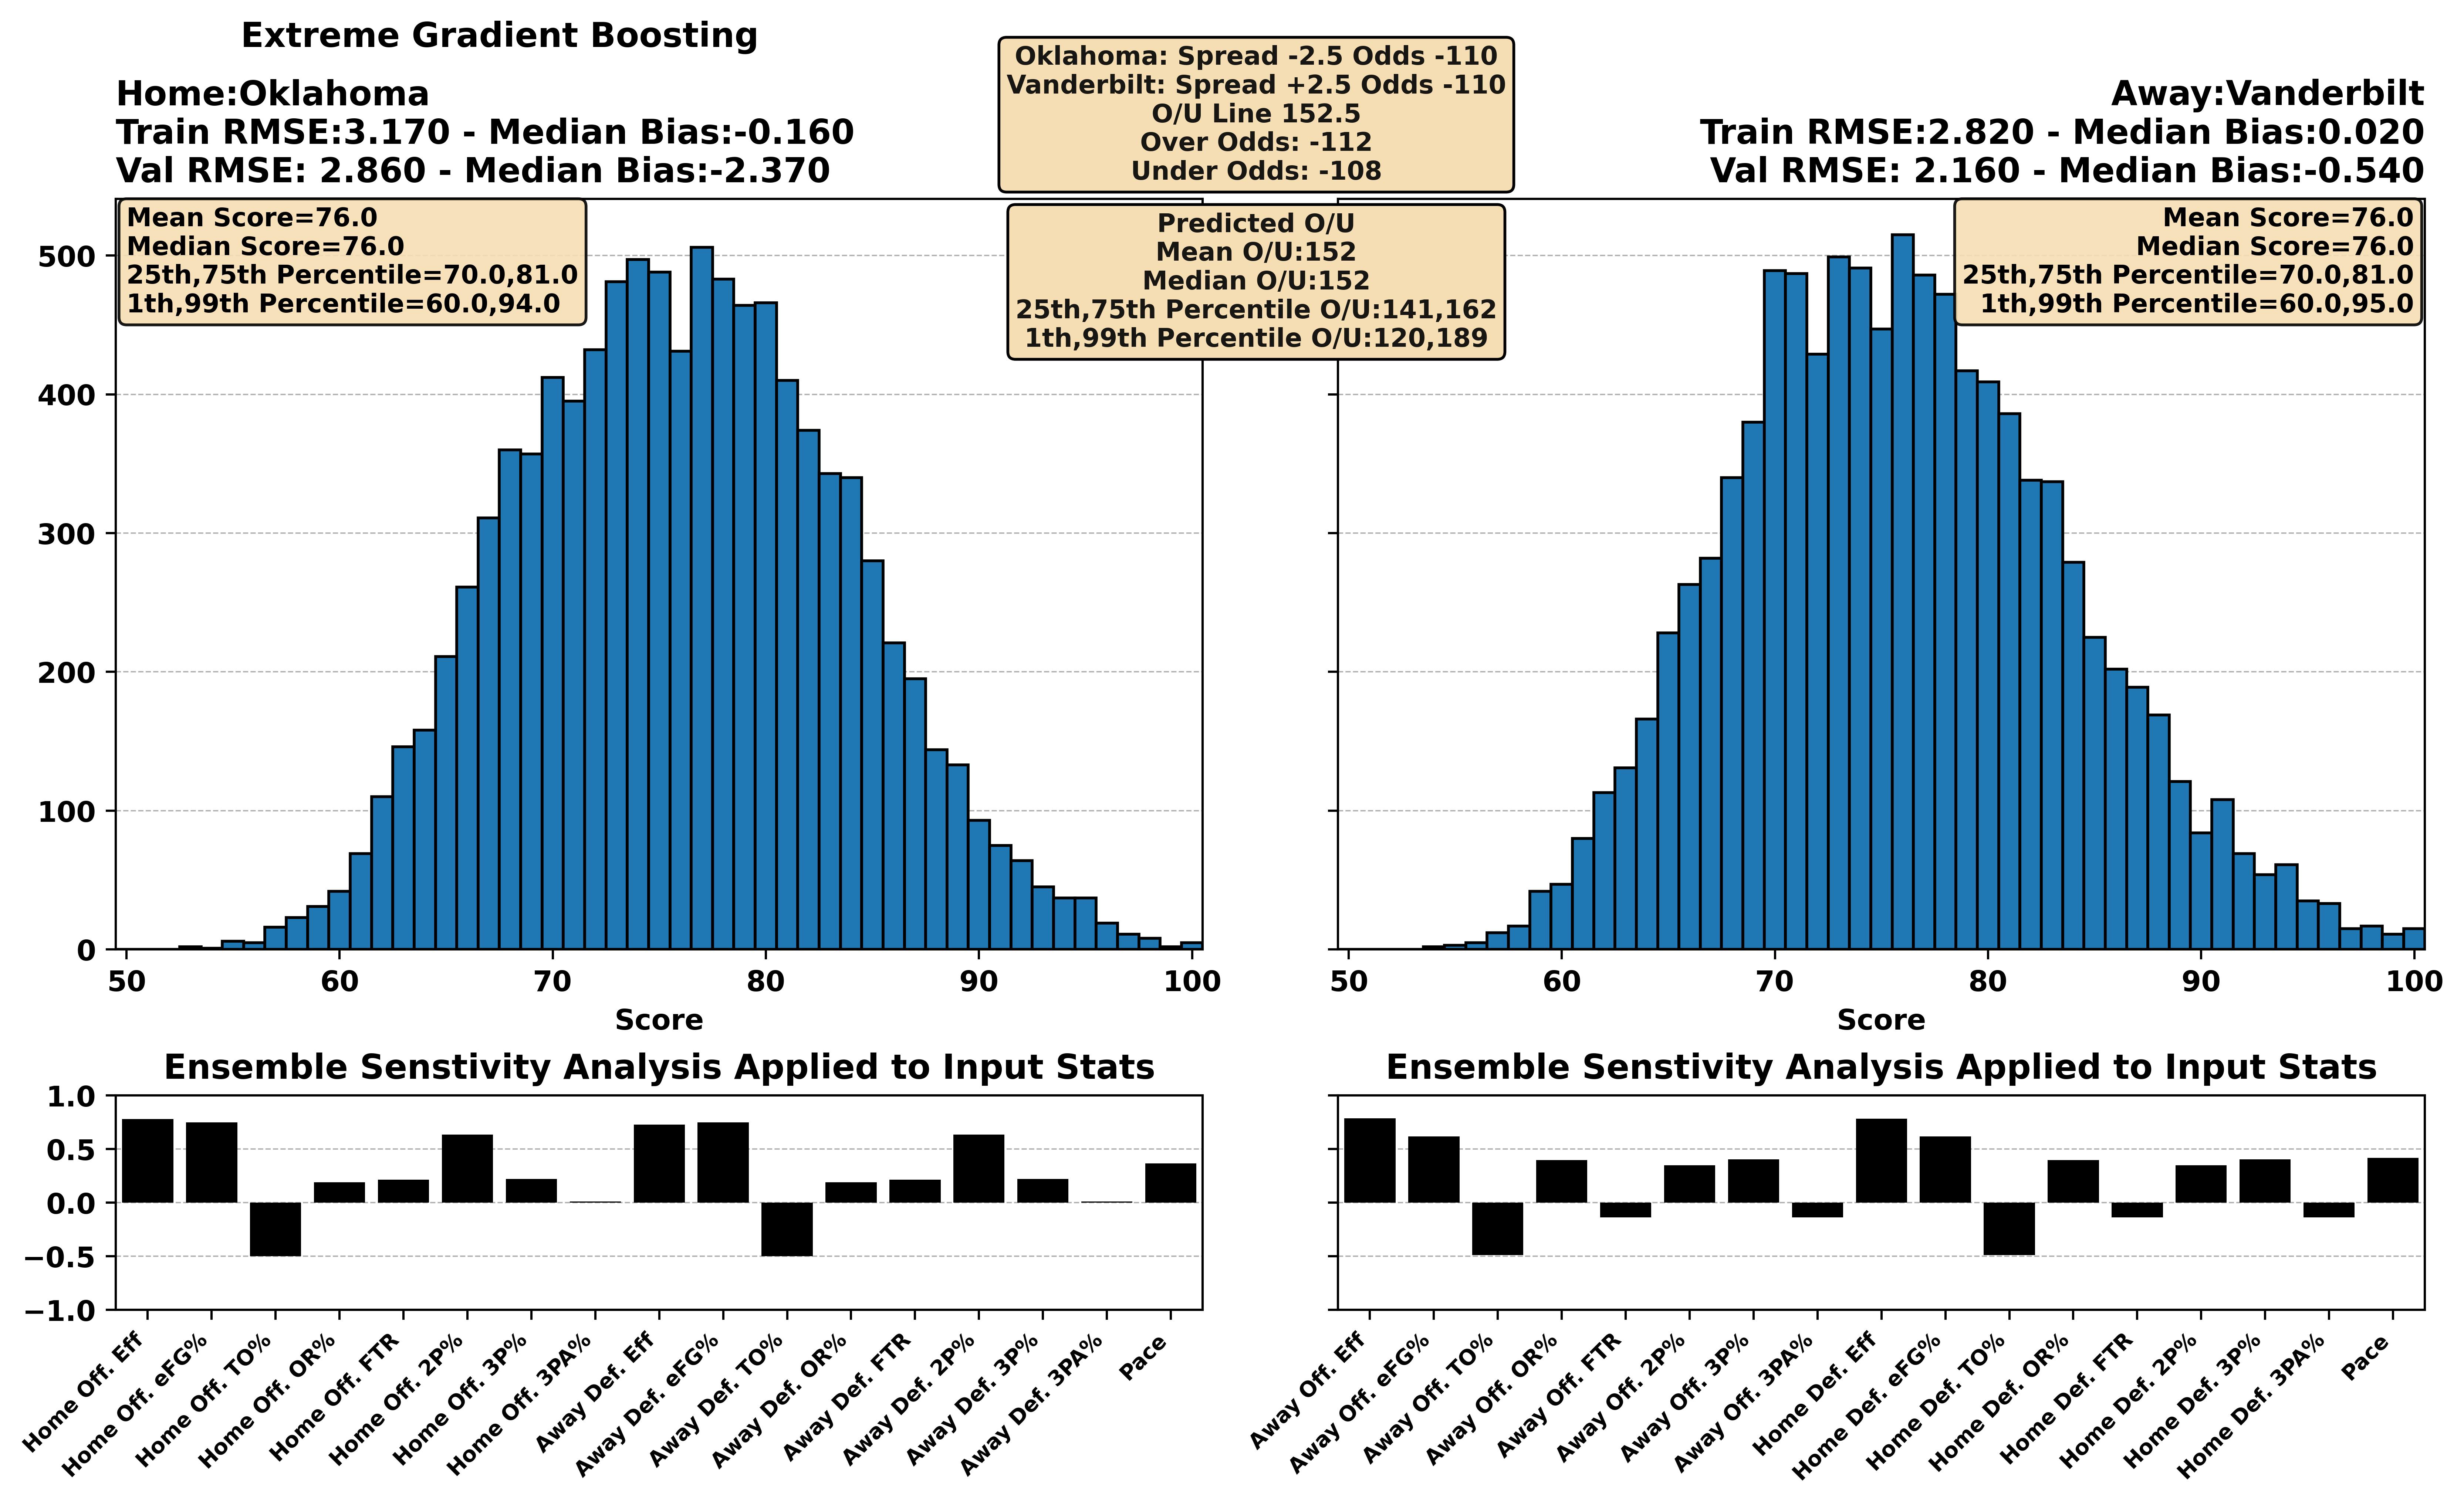 Extreme Gradient Boosting
Home:Oklahoma
Train RMSE:3.170 - Median Bias:-0.160
Val RMSE: 2.860 - Median Bias:-2.370
Oklahoma: Spread -2.5 Odds -110
Vanderbilt: Spread +2.5 Odds -110
O/U Line 152.5
Over Odds: -112
Under Odds: -108
Away:Vanderbilt
Train RMSE:2.820 - Median Bias:0.020
Val RMSE: 2.160 - Median Bias:-0.540
Mean Score=76.0
Median Score=76.0
25th,75th Percentile=70.0,81.0
1th,99th Percentile=60.0,94.0
Predicted O/U
Mean O/U:152
Median O/U:152
25th,75th Percentile O/U:141,162
1th,99th Percentile O/U:120,189
Mean Score=76.0
Median Score=76.0
25th,75th Percentile=70.0,81.0
1th,99th Percentile=60.0,95.0
500
400
300
200
100
0
50 60 70 80 90 100
Score
50 60 70 80 90 100
Score
Ensemble Senstivity Analysis Applied to Input Stats
1.0
0.5
0.0
−0.5
−1.0
Home Off. Eff
Home Off. eFG%
Home Off. TO%
Home Off. OR%
Home Off. FTR
Home Off. 2P%
Home Off. 3P%
Home Off. 3PA%
Away Def. Eff
Away Def. eFG%
Away Def. TO%
Away Def. OR%
Away Def. FTR
Away Def. 2P%
Away Def. 3P%
Away Def. 3PA%
Pace
Ensemble Senstivity Analysis Applied to Input Stats
Away Off. Eff
Away Off. eFG%
Away Off. TO%
Away Off. OR%
Away Off. FTR
Away Off. 2P%
Away Off. 3P%
Away Off. 3PA%
Home Def. Eff
Home Def. eFG%
Home Def. TO%
Home Def. OR%
Home Def. FTR
Home Def. 2P%
Home Def. 3P%
Home Def. 3PA%
Pace